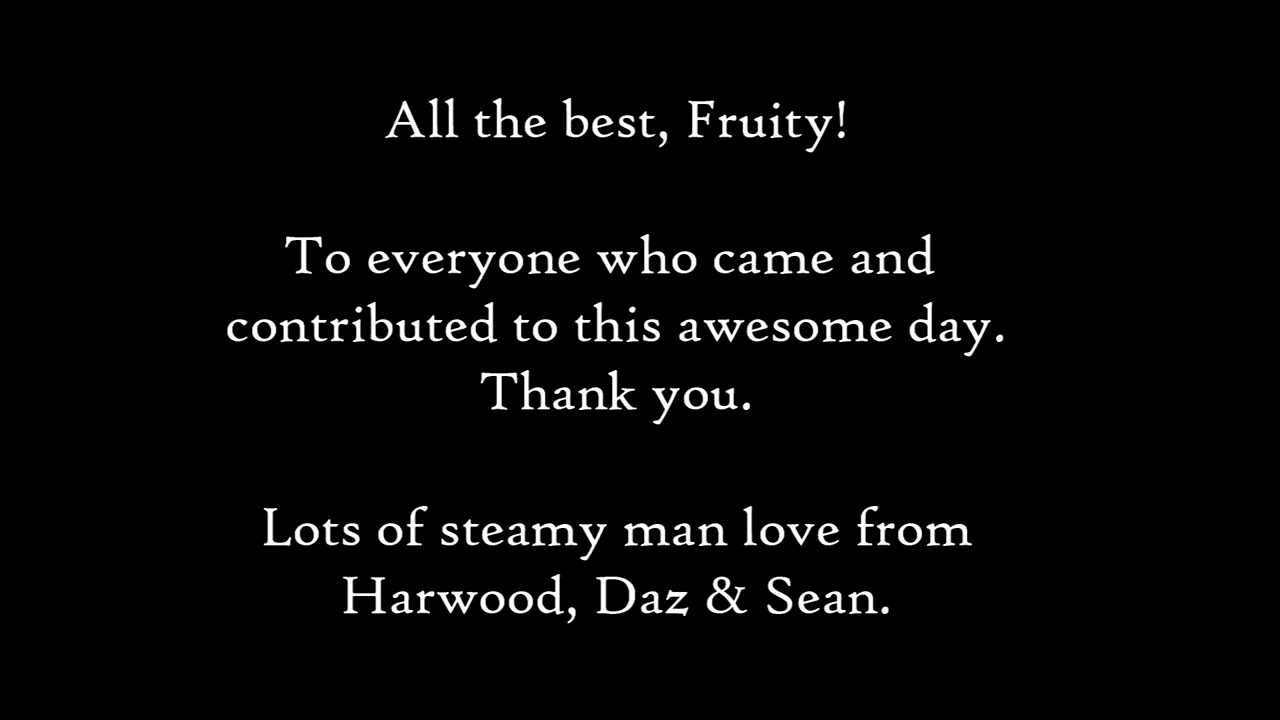 All the best, Fruity!
To everyone who came and
contributed to this awesome day.
Thank you.
Lots of steamy man love from
Harwood, Daz & Sean.